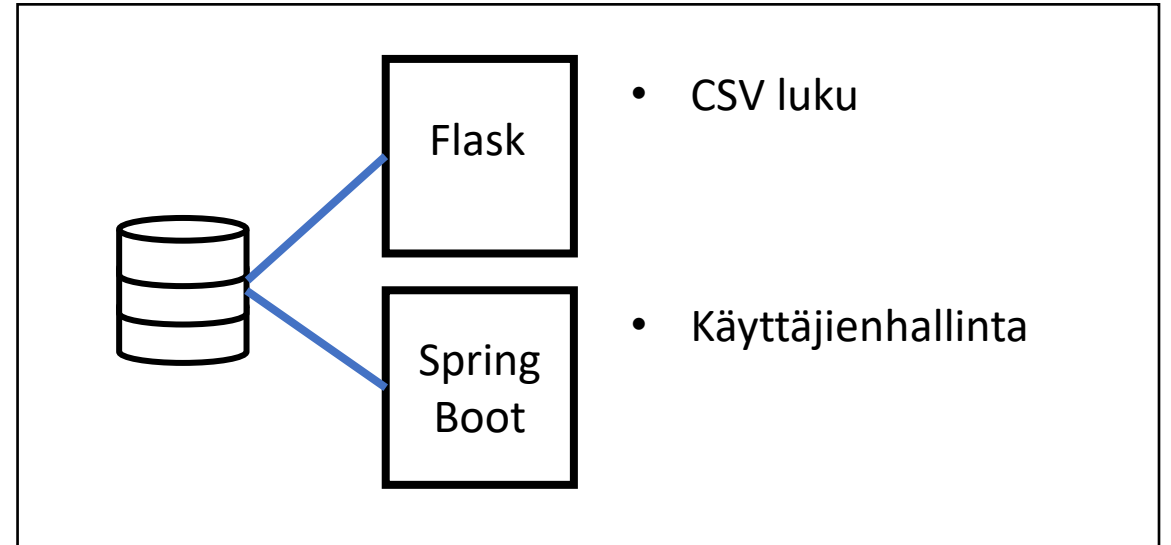 Flask
• CSV luku
Spring
Boot
• Käyttäjienhallinta